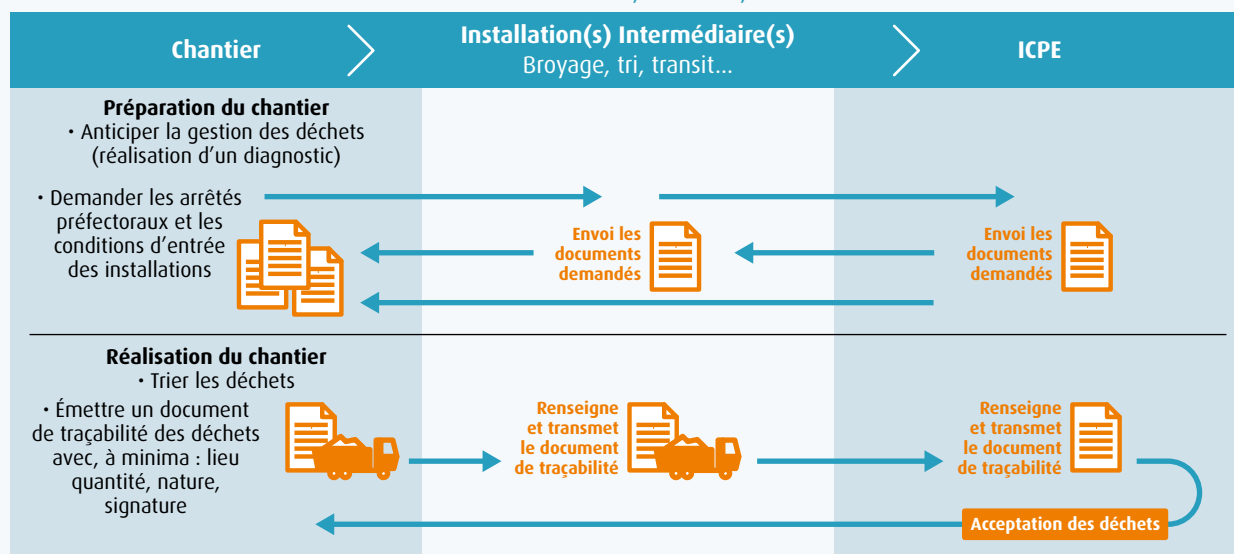 Chantier
Installation(s) Intermédiaire(s)
Broyage, tri, transit...
ICPE
Préparation du chantier
• Anticiper la gestion des déchets
(réalisation d'un diagnostic)
• Demander les arrêtés
préfectoraux et les
conditions d'entrée
des installations
Envoi les
documents
demandés
Envoi les
documents
demandés
Réalisation du chantier
• Trier les déchets
• Émettre un document
de traçabilité des déchets
avec, à minima : lieu
quantité, nature,
signature
Renseigne
et transmet
le document
de traçabilité
Renseigne
et transmet
le document
de traçabilité
Acceptation des déchets